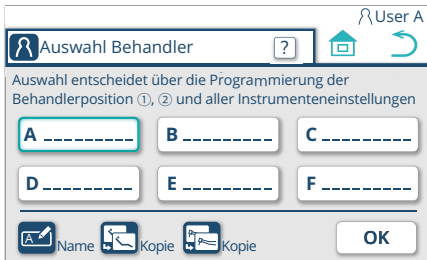 User A
Auswahl Behandler ?
Auswahl entscheidet über die Programmierung der
Behandlerposition ①, ② und aller Instrumenteneinstellungen
A _________ B _________ C _________
D _________ E _________ F _________
A Name Kopie Kopie OK